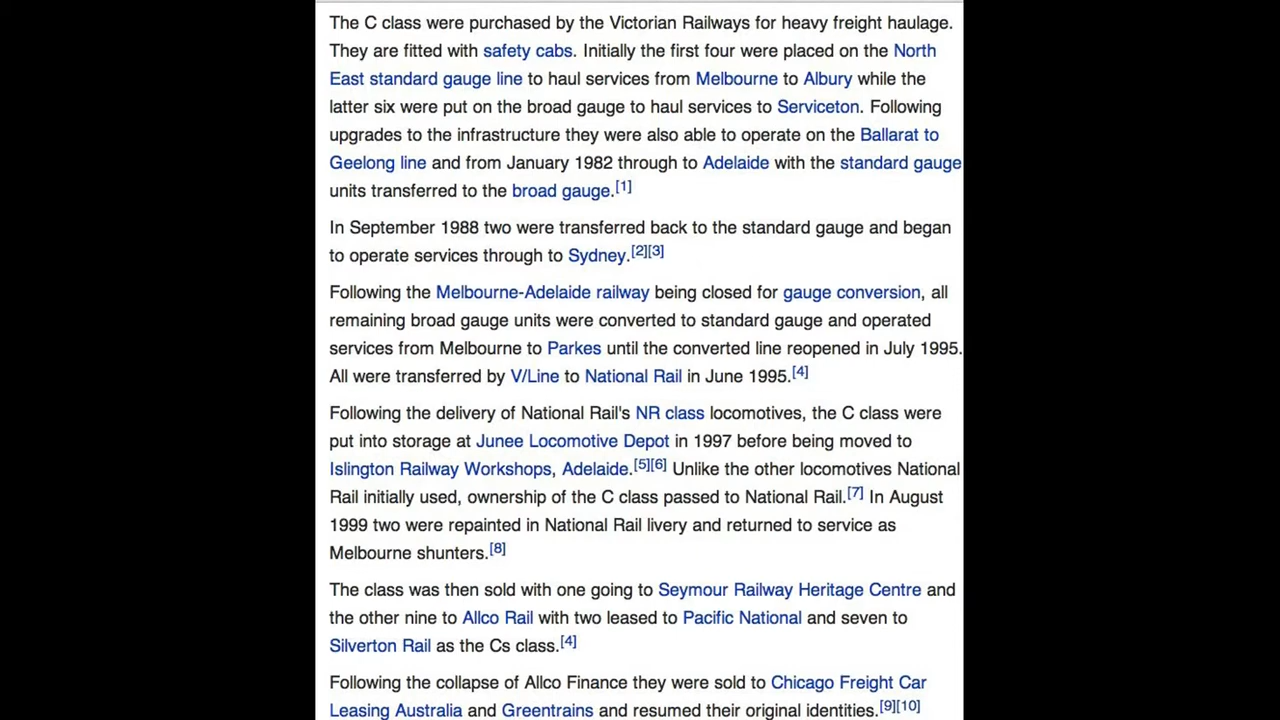 The C class were purchased by the Victorian Railways for heavy freight haulage.
They are fitted with safety cabs. Initially the first four were placed on the North
East standard gauge line to haul services from Melbourne to Albury while the
latter six were put on the broad gauge to haul services to Serviceton. Following
upgrades to the infrastructure they were also able to operate on the Ballarat to
Geelong line and from January 1982 through to Adelaide with the standard gauge
units transferred to the broad gauge.[1]
In September 1988 two were transferred back to the standard gauge and began
to operate services through to Sydney.[2][3]
Following the Melbourne-Adelaide railway being closed for gauge conversion, all
remaining broad gauge units were converted to standard gauge and operated
services from Melbourne to Parkes until the converted line reopened in July 1995.
All were transferred by V/Line to National Rail in June 1995.[4]
Following the delivery of National Rail's NR class locomotives, the C class were
put into storage at Junee Locomotive Depot in 1997 before being moved to
Islington Railway Workshops, Adelaide.[5][6] Unlike the other locomotives National
Rail initially used, ownership of the C class passed to National Rail.[7] In August
1999 two were repainted in National Rail livery and returned to service as
Melbourne shunters.[8]
The class was then sold with one going to Seymour Railway Heritage Centre and
the other nine to Allco Rail with two leased to Pacific National and seven to
Silverton Rail as the Cs class.[4]
Following the collapse of Allco Finance they were sold to Chicago Freight Car
Leasing Australia and Greentrains and resumed their original identities.[9][10]